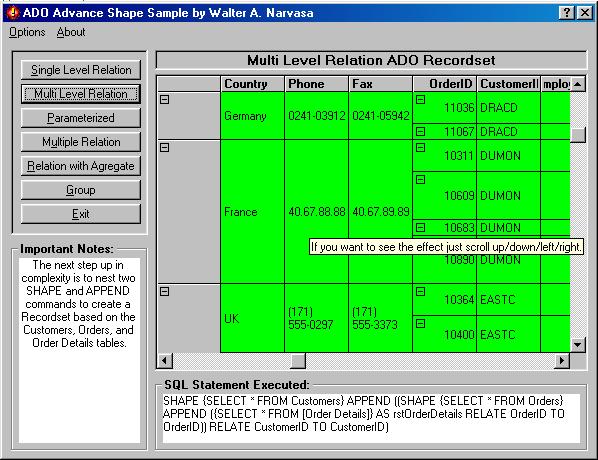 ADO Advance Shape Sample by Walter A. Narvasa
Options About
Single Level Relation
Multi Level Relation
Parameterized
Multiple Relation
Relation with Agregate
Group
Exit
Important Notes:
The next step up in
complexity is to nest two
SHAPE and APPEND
commands to create a
Recordset based on the
Customers, Orders, and
Order Details tables.
Multi Level Relation ADO Recordset
Country Phone Fax OrderID CustomerII mploy
Germany 0241-03912 0241-05942 11036 DRACD
11067 DRACD
10311 DUMON
10609 DUMON
France 40.67.88.88 40.67.89.89
10683 DUMON
If you want to see the effect just scroll up/down/left/right.
10890 DUMON
10364 EASTC
UK (171) 555-0297 (171) 555-3373
10400 EASTC
SQL Statement Executed:
SHAPE {SELECT * FROM Customers} APPEND ((SHAPE {SELECT * FROM Orders}
APPEND ({SELECT * FROM [Order Details]} AS rstOrderDetails RELATE OrderID TO
OrderID)) RELATE CustomerID TO CustomerID)